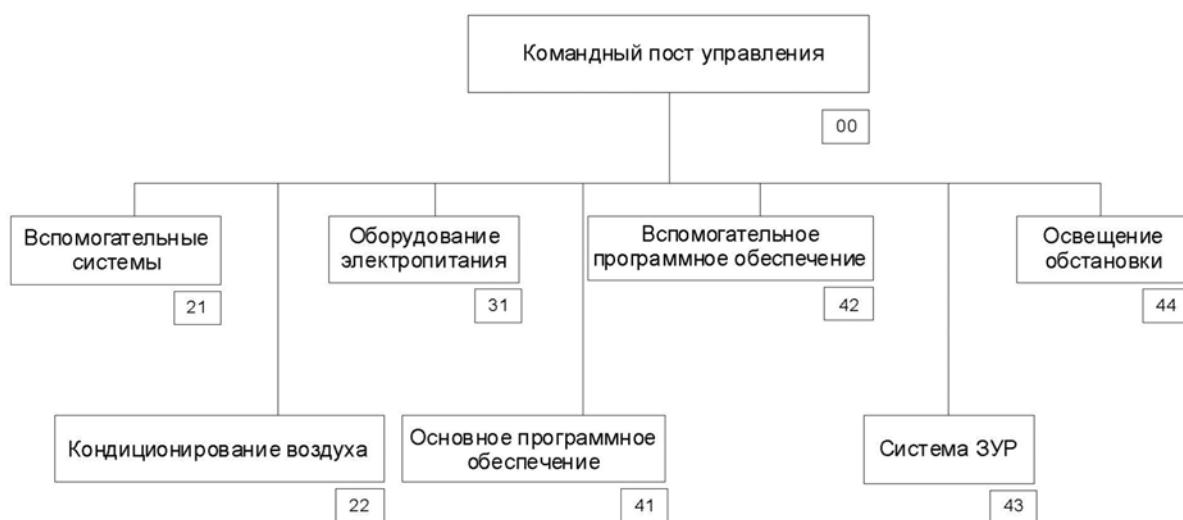 Командный пост управления
00
Вспомогательные
системы
21
Оборудование
электропитания
31
Вспомогательное
программное обеспечение
42
Освещение
обстановки
44
Кондиционирование воздуха
22
Основное программное
обеспечение
41
Система ЗУР
43